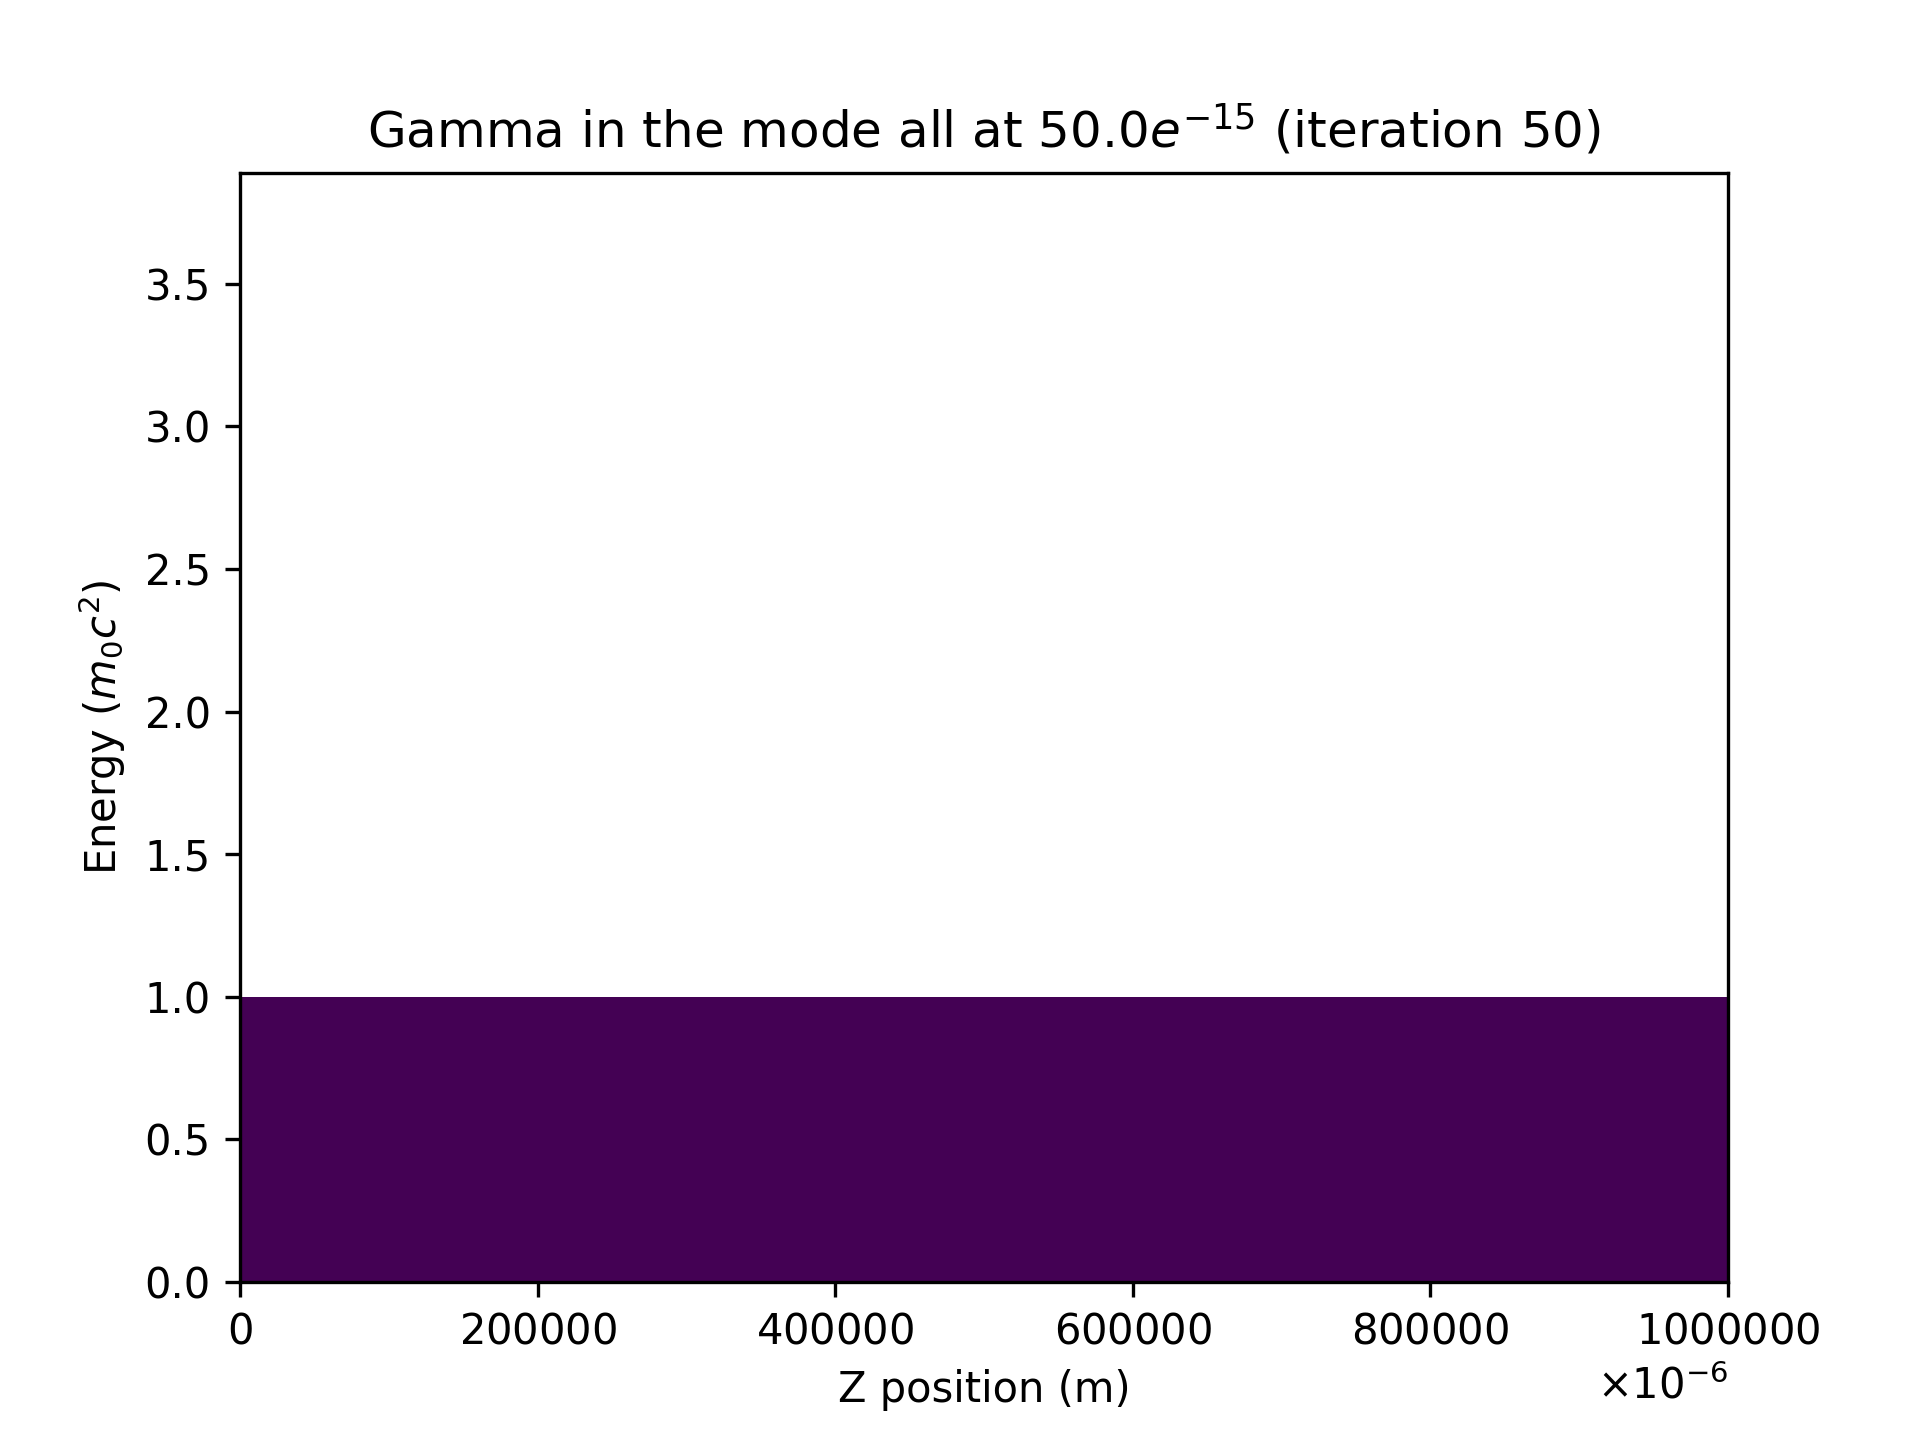 Gamma in the mode all at 50.0e⁻¹⁵ (iteration 50)
Energy (m₀c²)
3.5
3.0
2.5
2.0
1.5
1.0
0.5
0.0
0 200000 400000 600000 800000 1000000
×10⁻⁶
Z position (m)